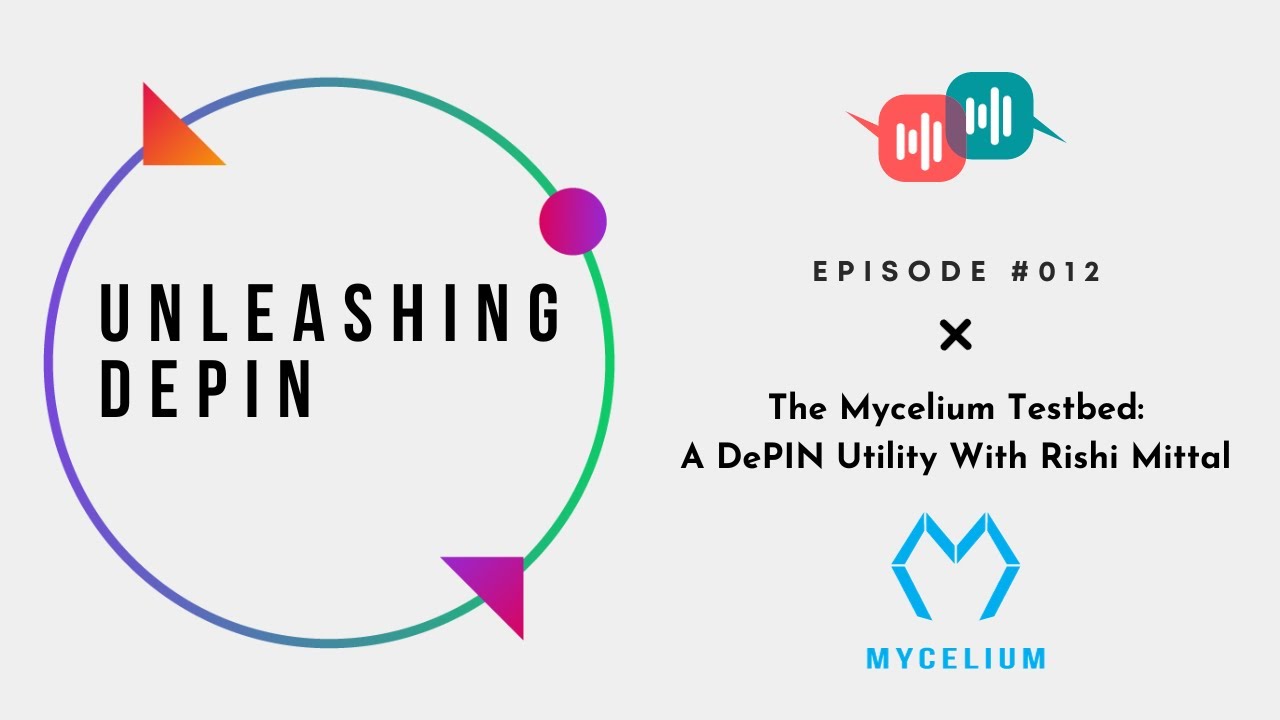 UNLEASHING
DEPIN
EPISODE #012
The Mycelium Testbed:
A DePIN Utility With Rishi Mittal
MYCELIUM